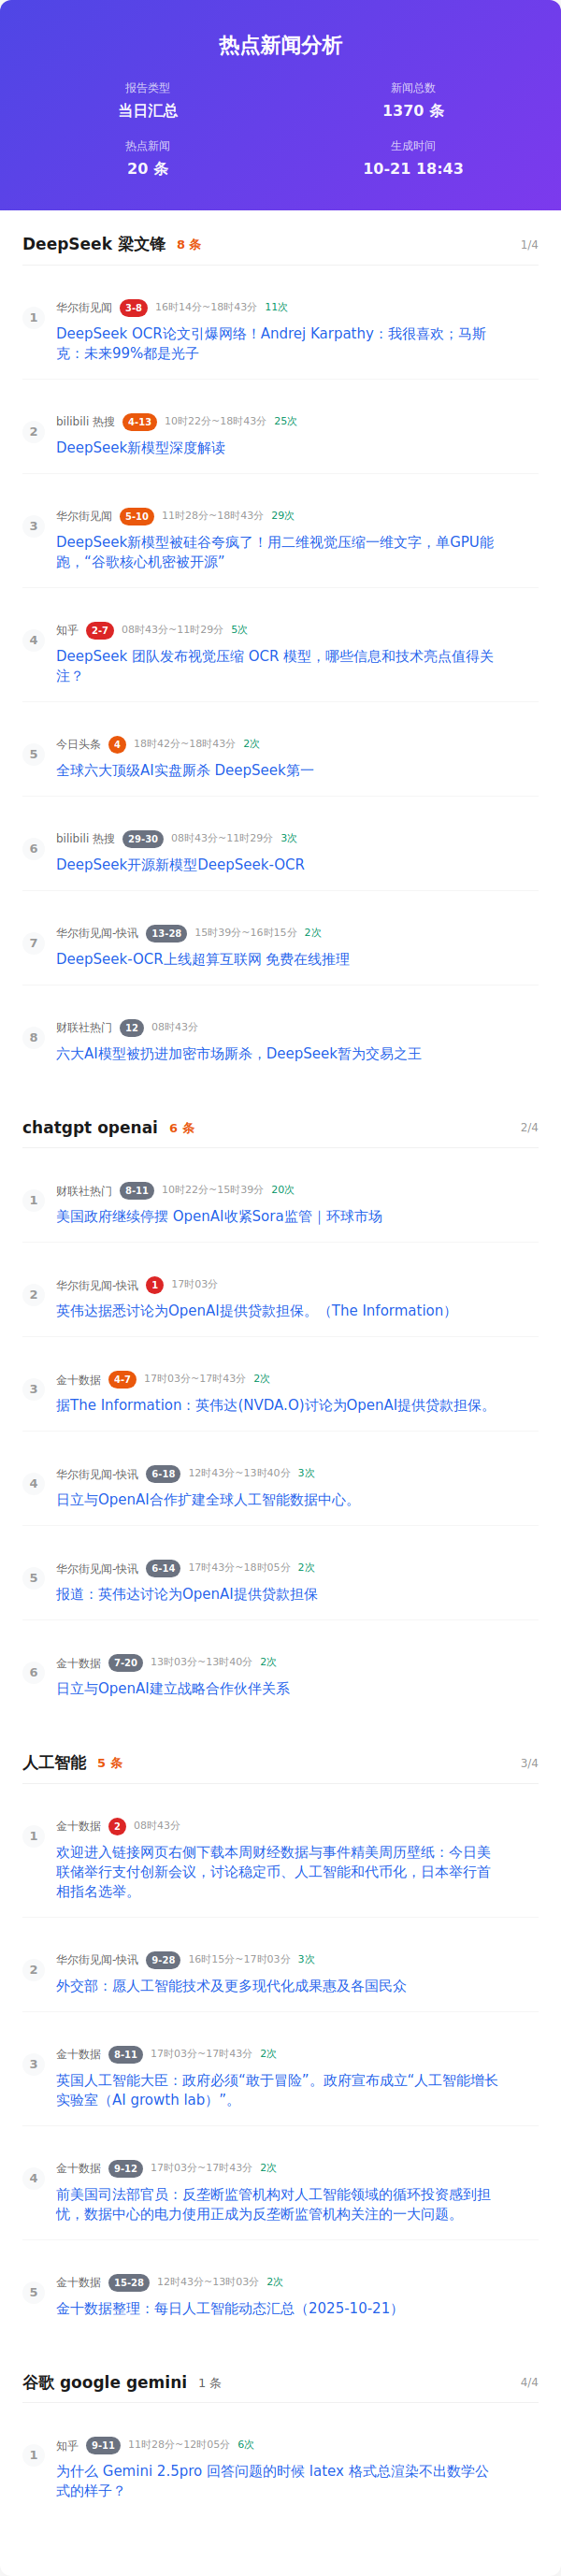 热点新闻分析
报告类型
当日汇总
新闻总数
1370 条
热点新闻
20 条
生成时间
10-21 18:43
DeepSeek 梁文锋 8 条 1/4
1
华尔街见闻 3-8 16时14分~18时43分 11次
DeepSeek OCR论文引爆网络！Andrej Karpathy：我很喜欢；马斯
克：未来99%都是光子
2
bilibili 热搜 4-13 10时22分~18时43分 25次
DeepSeek新模型深度解读
3
华尔街见闻 5-10 11时28分~18时43分 29次
DeepSeek新模型被硅谷夸疯了！用二维视觉压缩一维文字，单GPU能
跑，“谷歌核心机密被开源”
4
知乎 2-7 08时43分~11时29分 5次
DeepSeek 团队发布视觉压缩 OCR 模型，哪些信息和技术亮点值得关
注？
5
今日头条 4 18时42分~18时43分 2次
全球六大顶级AI实盘厮杀 DeepSeek第一
6
bilibili 热搜 29-30 08时43分~11时29分 3次
DeepSeek开源新模型DeepSeek-OCR
7
华尔街见闻-快讯 13-28 15时39分~16时15分 2次
DeepSeek-OCR上线超算互联网 免费在线推理
8
财联社热门 12 08时43分
六大AI模型被扔进加密市场厮杀，DeepSeek暂为交易之王
chatgpt openai 6 条 2/4
1
财联社热门 8-11 10时22分~15时39分 20次
美国政府继续停摆 OpenAI收紧Sora监管｜环球市场
2
华尔街见闻-快讯 1 17时03分
英伟达据悉讨论为OpenAI提供贷款担保。（The Information）
3
金十数据 4-7 17时03分~17时43分 2次
据The Information：英伟达(NVDA.O)讨论为OpenAI提供贷款担保。
4
华尔街见闻-快讯 6-18 12时43分~13时40分 3次
日立与OpenAI合作扩建全球人工智能数据中心。
5
华尔街见闻-快讯 6-14 17时43分~18时05分 2次
报道：英伟达讨论为OpenAI提供贷款担保
6
金十数据 7-20 13时03分~13时40分 2次
日立与OpenAI建立战略合作伙伴关系
人工智能 5 条 3/4
1
金十数据 2 08时43分
欢迎进入链接网页右侧下载本周财经数据与事件精美周历壁纸：今日美
联储举行支付创新会议，讨论稳定币、人工智能和代币化，日本举行首
相指名选举。
2
华尔街见闻-快讯 9-28 16时15分~17时03分 3次
外交部：愿人工智能技术及更多现代化成果惠及各国民众
3
金十数据 8-11 17时03分~17时43分 2次
英国人工智能大臣：政府必须“敢于冒险”。政府宣布成立“人工智能增长
实验室（AI growth lab）”。
4
金十数据 9-12 17时03分~17时43分 2次
前美国司法部官员：反垄断监管机构对人工智能领域的循环投资感到担
忧，数据中心的电力使用正成为反垄断监管机构关注的一大问题。
5
金十数据 15-28 12时43分~13时03分 2次
金十数据整理：每日人工智能动态汇总（2025-10-21）
谷歌 google gemini 1 条 4/4
1
知乎 9-11 11时28分~12时05分 6次
为什么 Gemini 2.5pro 回答问题的时候 latex 格式总渲染不出数学公
式的样子？